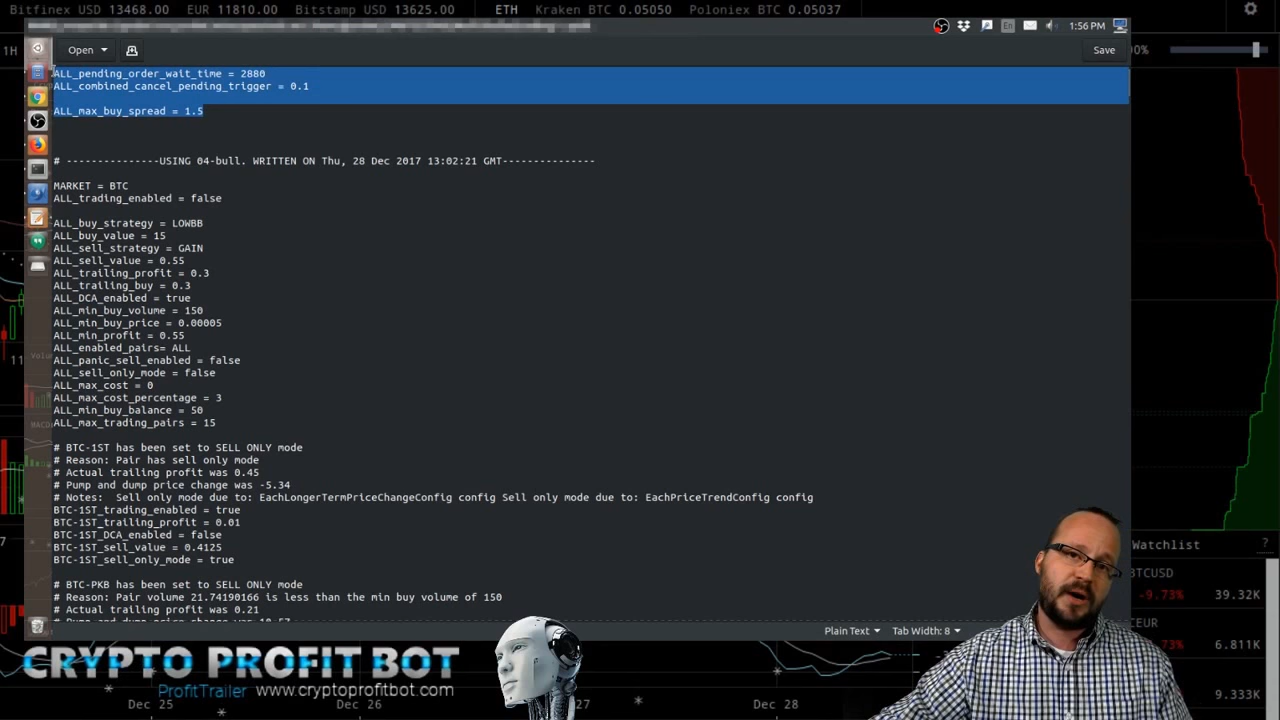 Bitfinex USD 13468.00 EUR 11810.00 Bitstamp USD 13625.00 ETH Kraken BTC 0.05050 Poloniex BTC 0.05037
En 1:56 PM
1H Open Save 00%
ALL_pending_order_wait_time = 2880
ALL_combined_cancel_pending_trigger = 0.1
ALL_max_buy_spread = 1.5
# ---------------USING 04-bull. WRITTEN ON Thu, 28 Dec 2017 13:02:21 GMT---------------
MARKET = BTC
ALL_trading_enabled = false
ALL_buy_strategy = LOWBB
ALL_buy_value = 15
ALL_sell_strategy = GAIN
ALL_sell_value = 0.55
ALL_trailing_profit = 0.3
ALL_trailing_buy = 0.3
ALL_DCA_enabled = true
ALL_min_buy_volume = 150
ALL_min_buy_price = 0.00005
ALL_min_profit = 0.55
ALL_enabled_pairs= ALL
ALL_panic_sell_enabled = false
ALL_sell_only_mode = false
ALL_max_cost = 0
ALL_max_cost_percentage = 3
ALL_min_buy_balance = 50
ALL_max_trading_pairs = 15
# BTC-1ST has been set to SELL ONLY mode
# Reason: Pair has sell only mode
# Actual trailing profit was 0.45
# Pump and dump price change was -5.34
# Notes:  Sell only mode due to: EachLongerTermPriceChangeConfig config Sell only mode due to: EachPriceTrendConfig config
BTC-1ST_trading_enabled = true
BTC-1ST_trailing_profit = 0.01
BTC-1ST_DCA_enabled = false
BTC-1ST_sell_value = 0.4125
BTC-1ST_sell_only_mode = true
# BTC-PKB has been set to SELL ONLY mode
# Reason: Pair volume 21.74190166 is less than the min buy volume of 150
# Actual trailing profit was 0.21
Plain Text Tab Width: 8
Watchlist ?
BTCUSD
-9.73% 39.32K
CEUR
6.811K
9.333K
CRYPTO PROFIT BOT
ProfitTrailer www.cryptoprofitbot.com
Dec 25 Dec 26 27 Dec 28